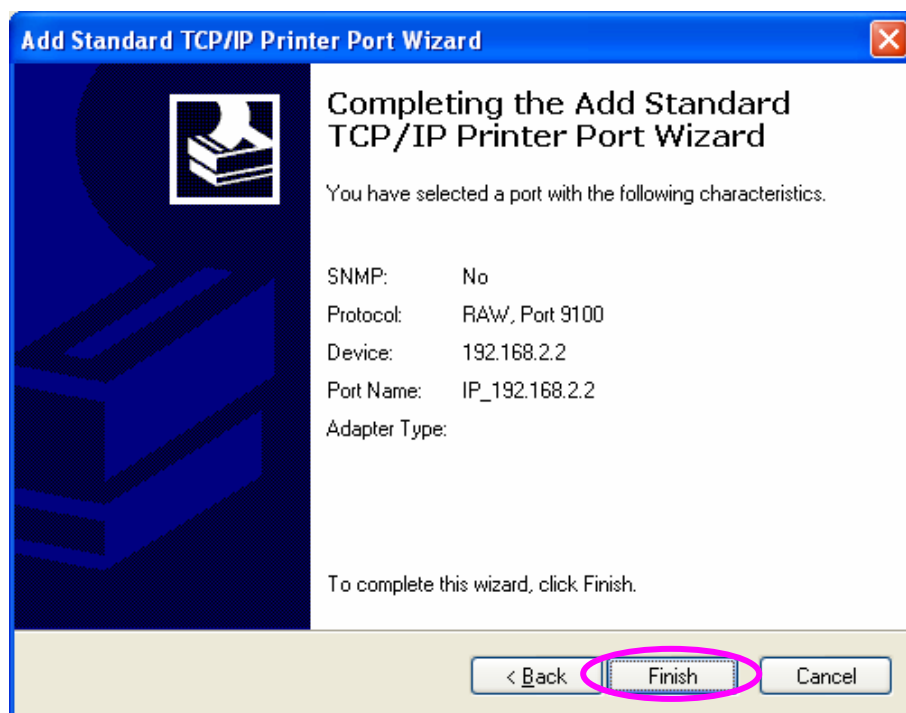 Add Standard TCP/IP Printer Port Wizard
Completing the Add Standard
TCP/IP Printer Port Wizard
You have selected a port with the following characteristics.
SNMP: No
Protocol: RAW, Port 9100
Device: 192.168.2.2
Port Name: IP_192.168.2.2
Adapter Type:
To complete this wizard, click Finish.
< Back Finish Cancel